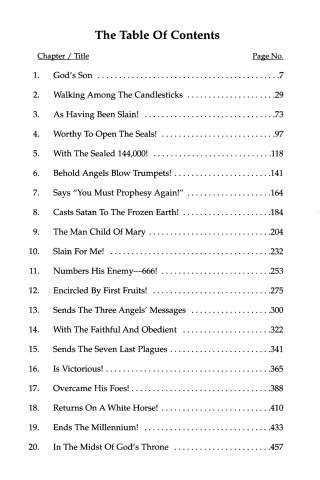 The Table Of Contents
Chapter / Title Page No.
1. God's Son . . . . . . . . . . . . . . . . . . . . . . . . . . . . . . . . . . . . . . . . . . .7
2. Walking Among The Candlesticks . . . . . . . . . . . . . . . . . . . .29
3. As Having Been Slain! . . . . . . . . . . . . . . . . . . . . . . . . . . . . . .73
4. Worthy To Open The Seals! . . . . . . . . . . . . . . . . . . . . . . . . . .97
5. With The Sealed 144,000! . . . . . . . . . . . . . . . . . . . . . . . . . . .118
6. Behold Angels Blow Trumpets! . . . . . . . . . . . . . . . . . . . . . .141
7. Says "You Must Prophesy Again!" . . . . . . . . . . . . . . . . . . .164
8. Casts Satan To The Frozen Earth! . . . . . . . . . . . . . . . . . . . .184
9. The Man Child Of Mary . . . . . . . . . . . . . . . . . . . . . . . . . . . .204
10. Slain For Me! . . . . . . . . . . . . . . . . . . . . . . . . . . . . . . . . . . . . .232
11. Numbers His Enemy—666! . . . . . . . . . . . . . . . . . . . . . . . . .253
12. Encircled By First Fruits! . . . . . . . . . . . . . . . . . . . . . . . . . . .275
13. Sends The Three Angels' Messages . . . . . . . . . . . . . . . . . .300
14. With The Faithful And Obedient . . . . . . . . . . . . . . . . . . . .322
15. Sends The Seven Last Plagues . . . . . . . . . . . . . . . . . . . . . . .341
16. Is Victorious! . . . . . . . . . . . . . . . . . . . . . . . . . . . . . . . . . . . . . .365
17. Overcame His Foes! . . . . . . . . . . . . . . . . . . . . . . . . . . . . . . . .388
18. Returns On A White Horse! . . . . . . . . . . . . . . . . . . . . . . . . .410
19. Ends The Millennium! . . . . . . . . . . . . . . . . . . . . . . . . . . . . .433
20. In The Midst Of God's Throne . . . . . . . . . . . . . . . . . . . . . .457